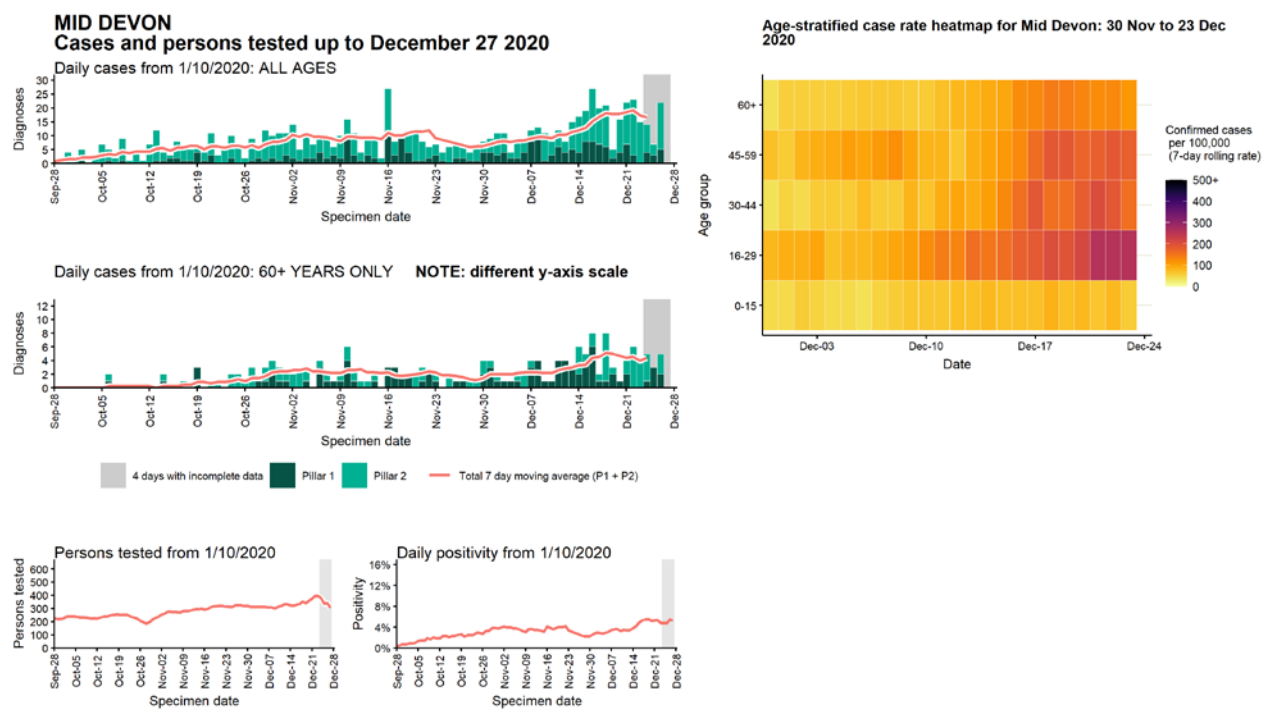 MID DEVON
Cases and persons tested up to December 27 2020
Daily cases from 1/10/2020: ALL AGES
Diagnoses
30
25
20
15
10
5
0
Sep-28
Oct-05
Oct-12
Oct-19
Oct-26
Nov-02
Nov-09
Nov-16
Nov-23
Nov-30
Dec-07
Dec-14
Dec-21
Dec-28
Specimen date
Daily cases from 1/10/2020: 60+ YEARS ONLY NOTE: different y-axis scale
Diagnoses
12
10
8
6
4
2
0
Sep-28
Oct-05
Oct-12
Oct-19
Oct-26
Nov-02
Nov-09
Nov-16
Nov-23
Nov-30
Dec-07
Dec-14
Dec-21
Dec-28
Specimen date
4 days with incomplete data
Pillar 1
Pillar 2
Total 7 day moving average (P1 + P2)
Persons tested from 1/10/2020
Persons tested
600
500
400
300
200
100
0
Sep-28
Oct-05
Oct-12
Oct-19
Oct-26
Nov-02
Nov-09
Nov-16
Nov-23
Nov-30
Dec-07
Dec-14
Dec-21
Dec-28
Specimen date
Daily positivity from 1/10/2020
Positivity
16%
12%
8%
4%
0%
Sep-28
Oct-05
Oct-12
Oct-19
Oct-26
Nov-02
Nov-09
Nov-16
Nov-23
Nov-30
Dec-07
Dec-14
Dec-21
Dec-28
Specimen date
Age-stratified case rate heatmap for Mid Devon: 30 Nov to 23 Dec
2020
Age group
60+
45-59
30-44
16-29
0-15
Dec-03
Dec-10
Dec-17
Dec-24
Date
Confirmed cases
per 100,000
(7-day rolling rate)
500+
400
300
200
100
0